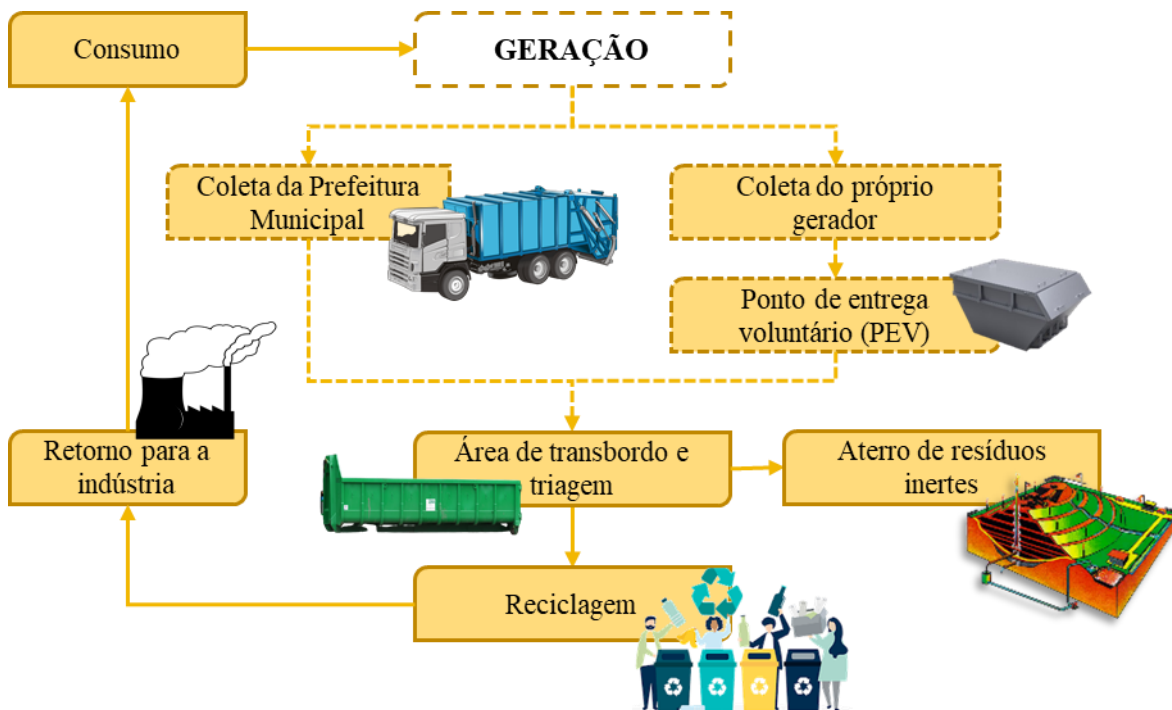 Consumo
GERAÇÃO
Coleta da Prefeitura
Municipal
Coleta do próprio
gerador
Ponto de entrega
voluntário (PEV)
Retorno para a
indústria
Área de transbordo e
triagem
Aterro de resíduos
inertes
Reciclagem